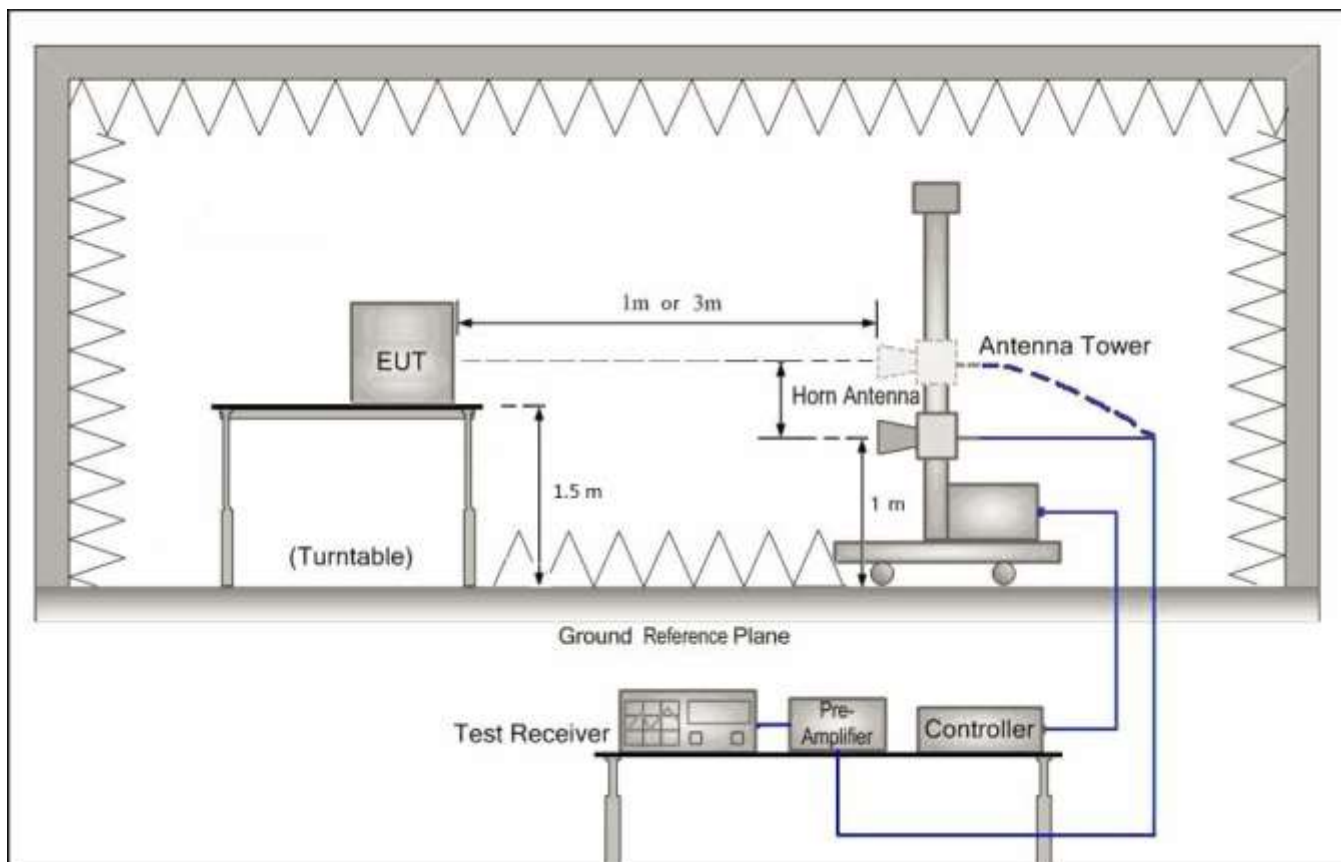 1m or 3m
EUT
Antenna Tower
Horn Antenna
1.5 m
1 m
(Turntable)
Ground Reference Plane
Test Receiver
Pre-
Amplifier
Controller